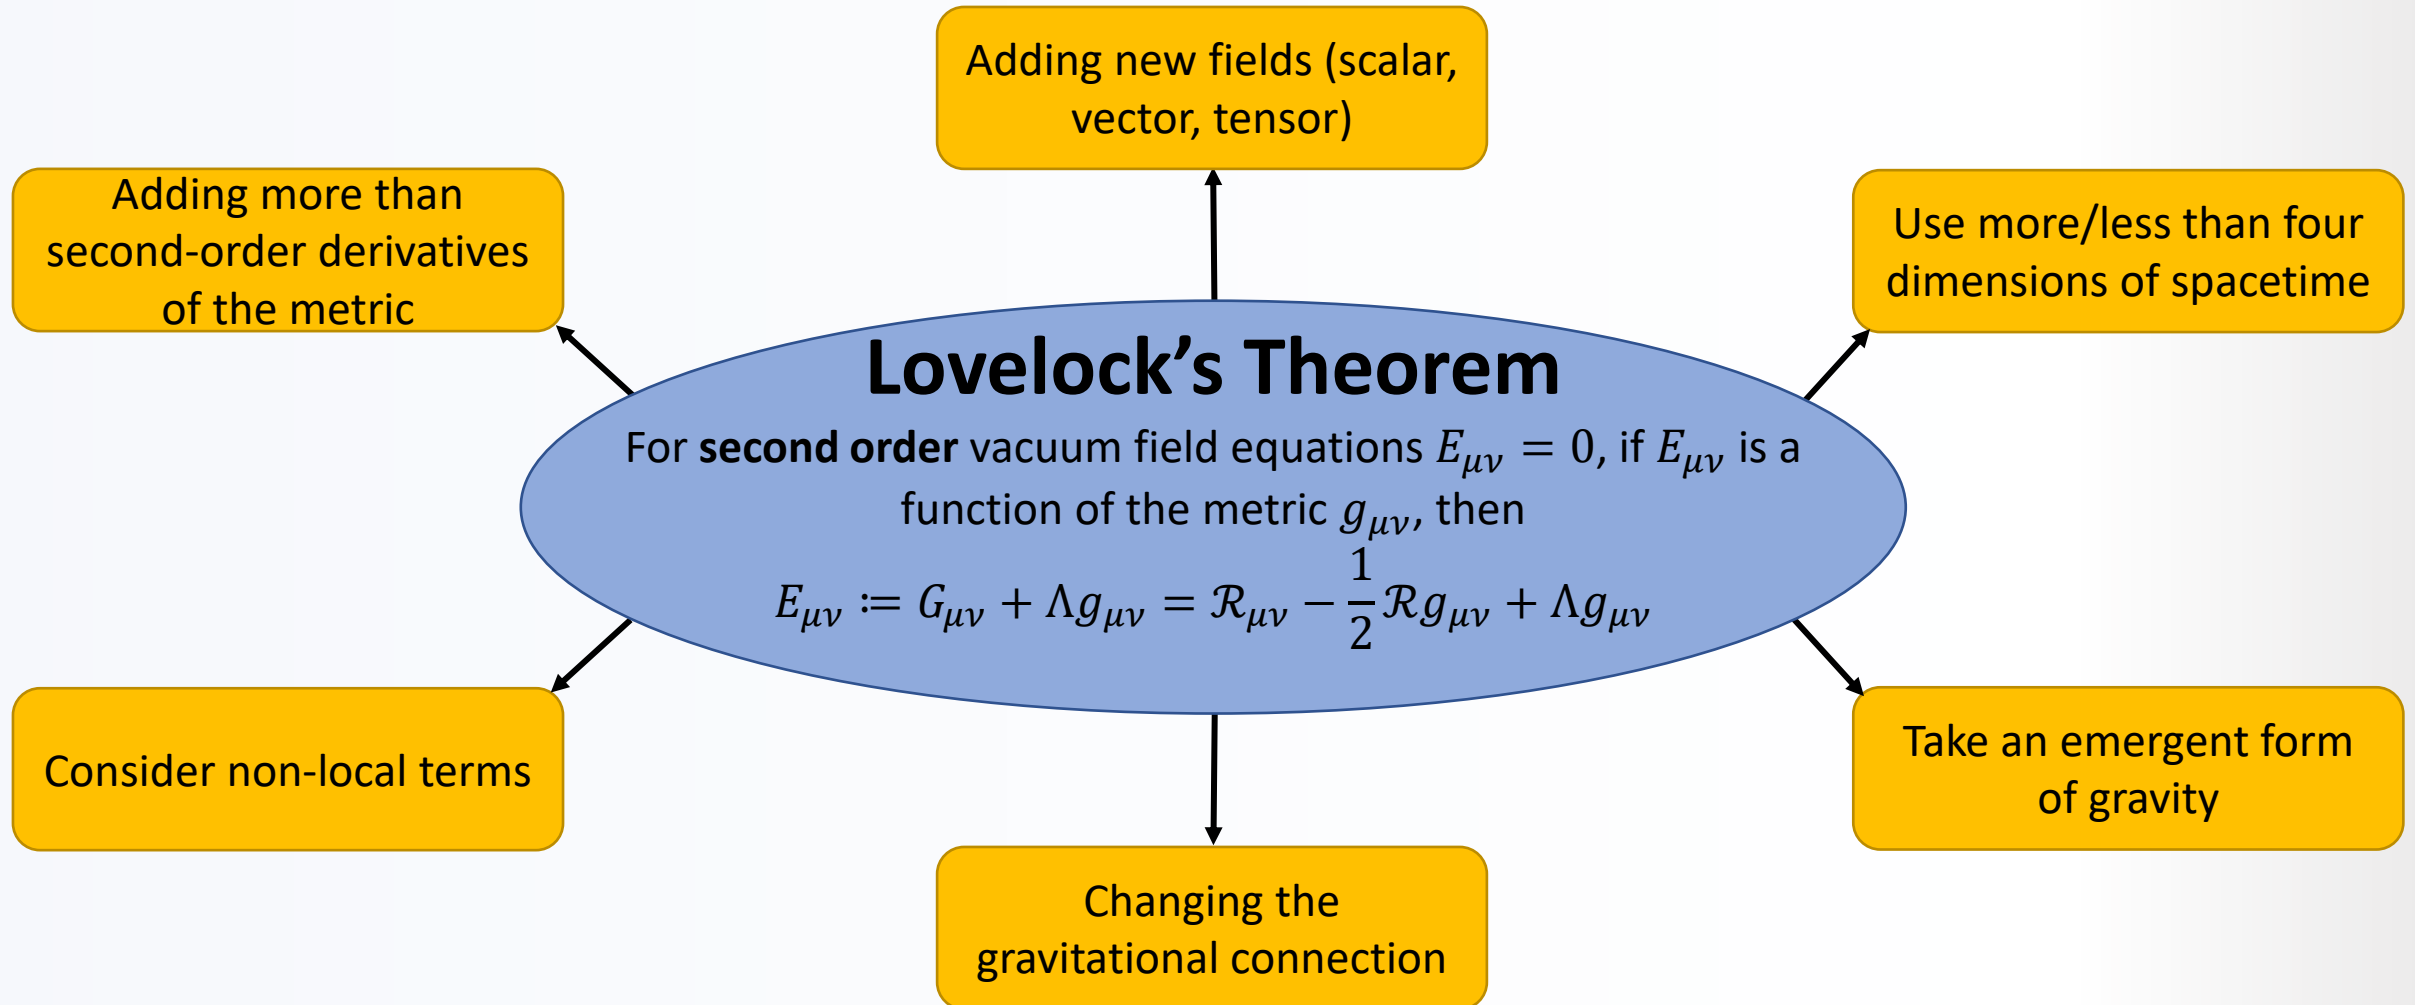 Adding new fields (scalar,
vector, tensor)
Adding more than
second-order derivatives
of the metric
Use more/less than four
dimensions of spacetime
Lovelock’s Theorem
For second order vacuum field equations 𝐸_{𝜇𝜈} = 0, if 𝐸_{𝜇𝜈} is a
function of the metric 𝑔_{𝜇𝜈}, then
𝐸_{𝜇𝜈} ≔ 𝐺_{𝜇𝜈} + Λ𝑔_{𝜇𝜈} = ℛ_{𝜇𝜈} − \frac{1}{2}ℛ𝑔_{𝜇𝜈} + Λ𝑔_{𝜇𝜈}
Consider non-local terms
Take an emergent form
of gravity
Changing the
gravitational connection